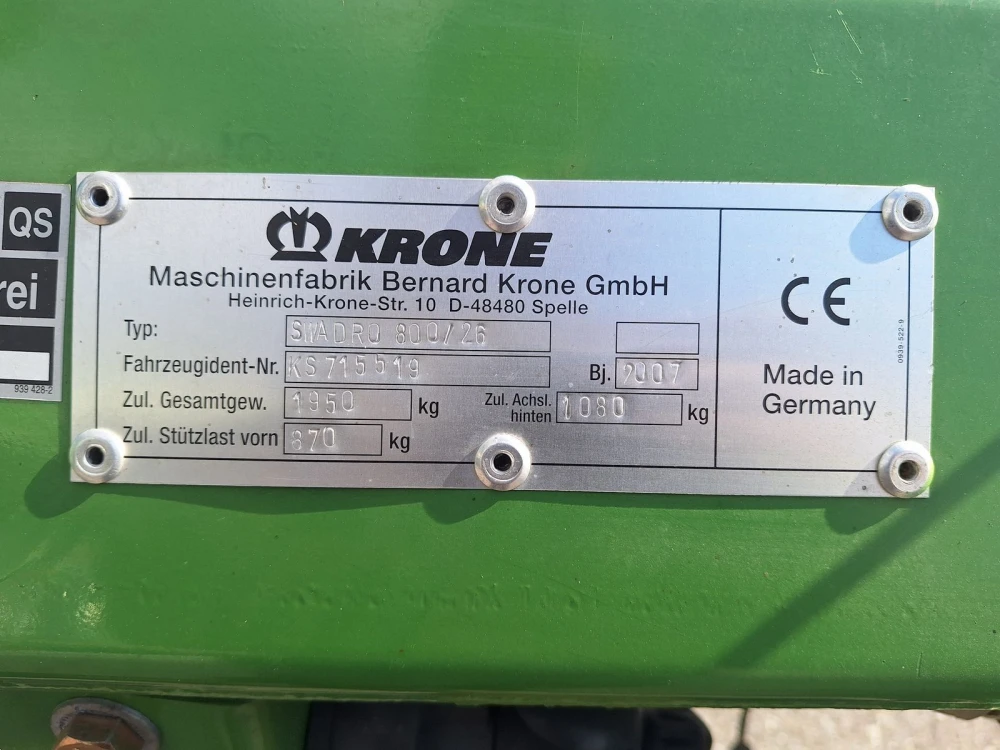 QS
rei
939 428-2
KRONE
Maschinenfabrik Bernard Krone GmbH
Heinrich-Krone-Str. 10 D-48480 Spelle
Typ: SWADRO 800/26
Fahrzeugident-Nr. KS715519 Bj. 2007
Zul. Gesamtgew. 1950 kg Zul. Achsl. hinten 1080 kg
Zul. Stützlast vorn 870 kg
CE
Made in
Germany
0939-522-9